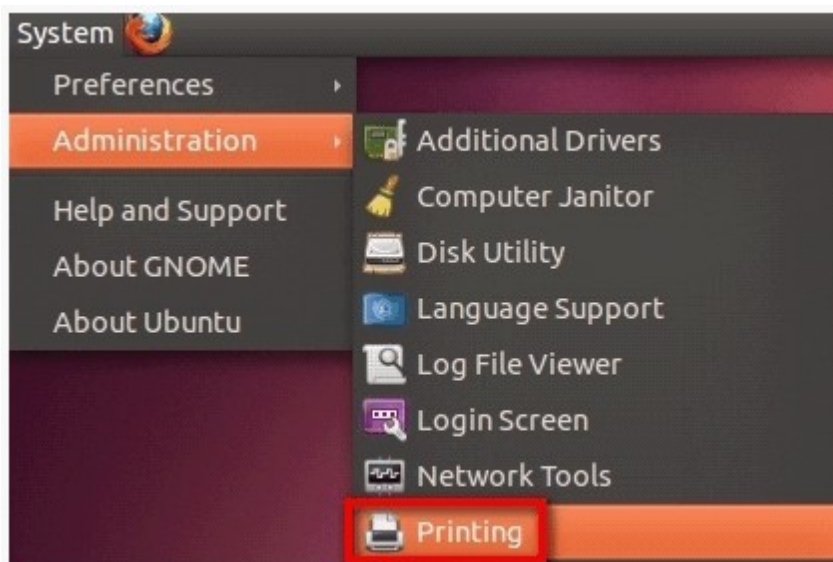 System
Preferences
Administration
Help and Support
About GNOME
About Ubuntu
Additional Drivers
Computer Janitor
Disk Utility
Language Support
Log File Viewer
Login Screen
Network Tools
Printing